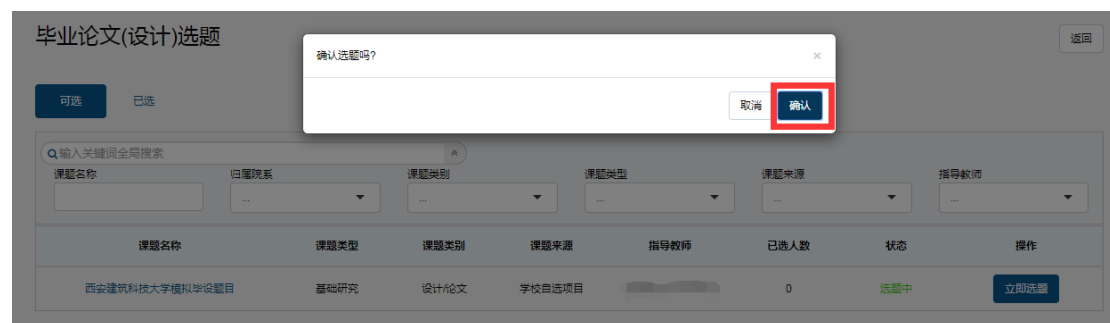 毕业论文(设计)选题
返回
确认选题吗?
×
取消 确认
可选 已选
输入关键词全局搜索
课题名称 归属院系 课题类别 课题类型 课题来源 指导教师
... ... ... ... ...
课题名称 课题类型 课题类别 课题来源 指导教师 已选人数 状态 操作
西安建筑科技大学模拟毕设题目 基础研究 设计/论文 学校自选项目 0 选题中 立即选题